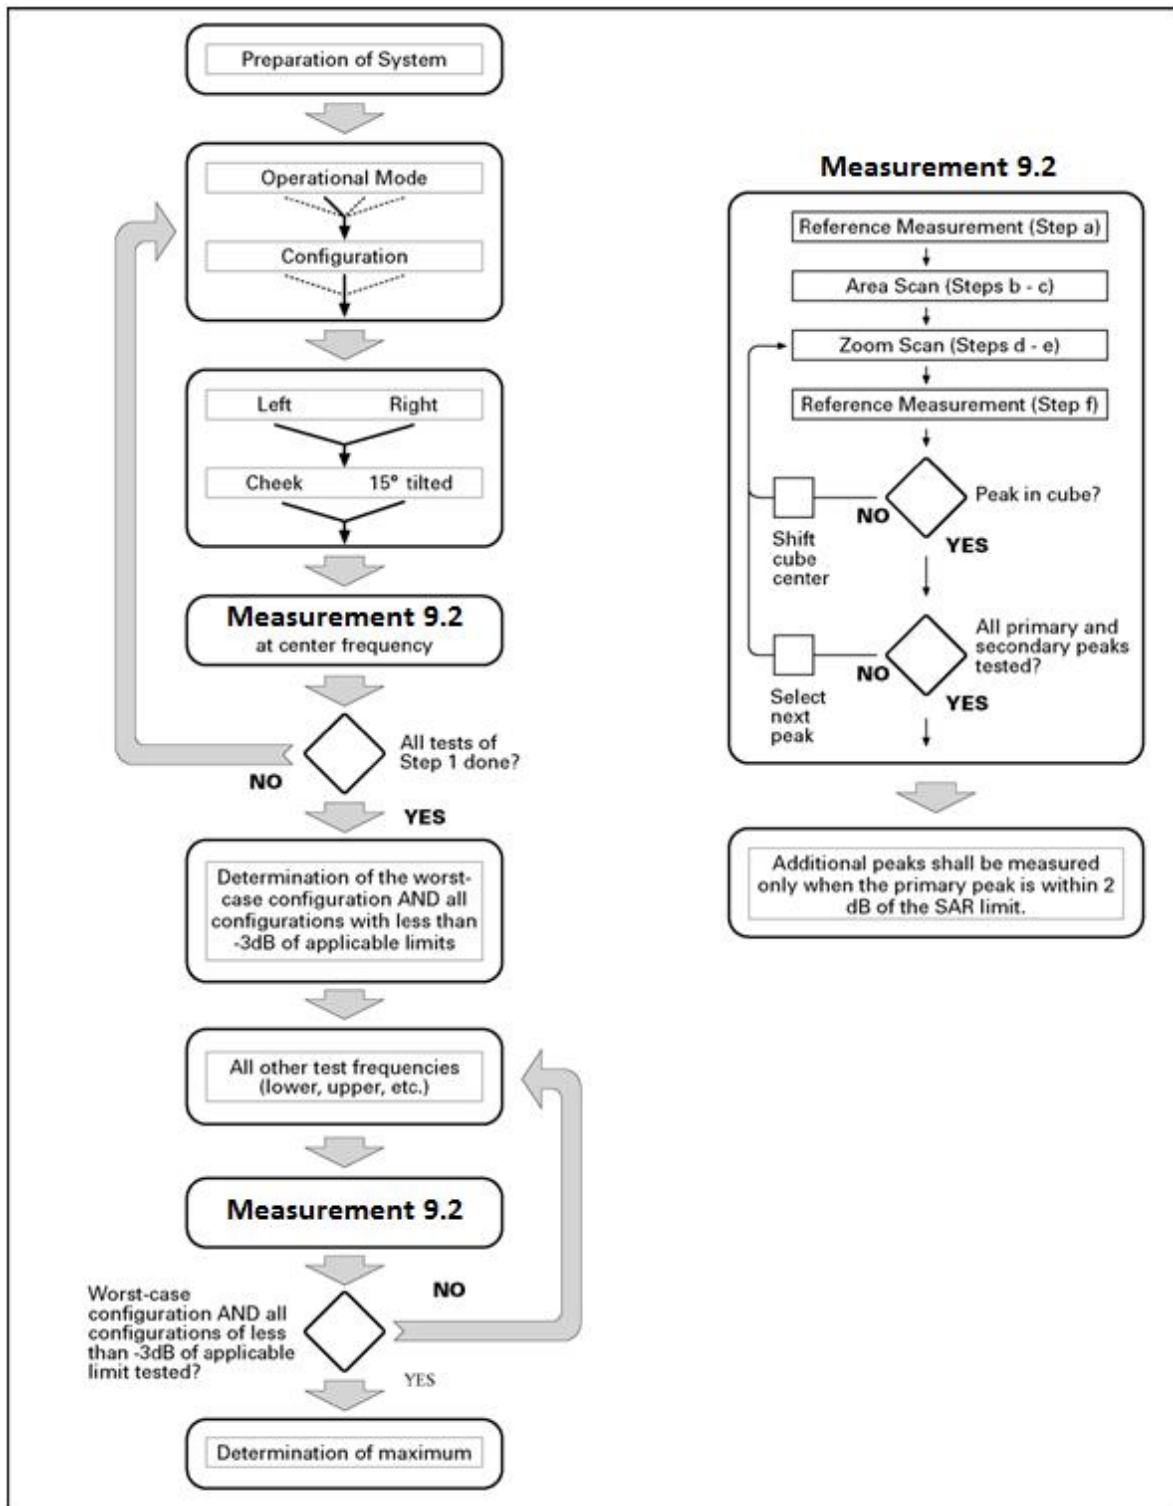 Preparation of System
Operational Mode
Configuration
Left Right
Cheek 15° tilted
Measurement 9.2
at center frequency
All tests of
Step 1 done?
NO
YES
Determination of the worst-
case configuration AND all
configurations with less than
-3dB of applicable limits
All other test frequencies
(lower, upper, etc.)
Measurement 9.2
NO
Worst-case
configuration AND all
configurations of less
than -3dB of applicable
limit tested?
YES
Determination of maximum
Measurement 9.2
Reference Measurement (Step a)
Area Scan (Steps b - c)
Zoom Scan (Steps d - e)
Reference Measurement (Step f)
Peak in cube?
NO
YES
Shift
cube
center
All primary and
secondary peaks
tested?
NO
YES
Select
next
peak
Additional peaks shall be measured
only when the primary peak is within 2
dB of the SAR limit.